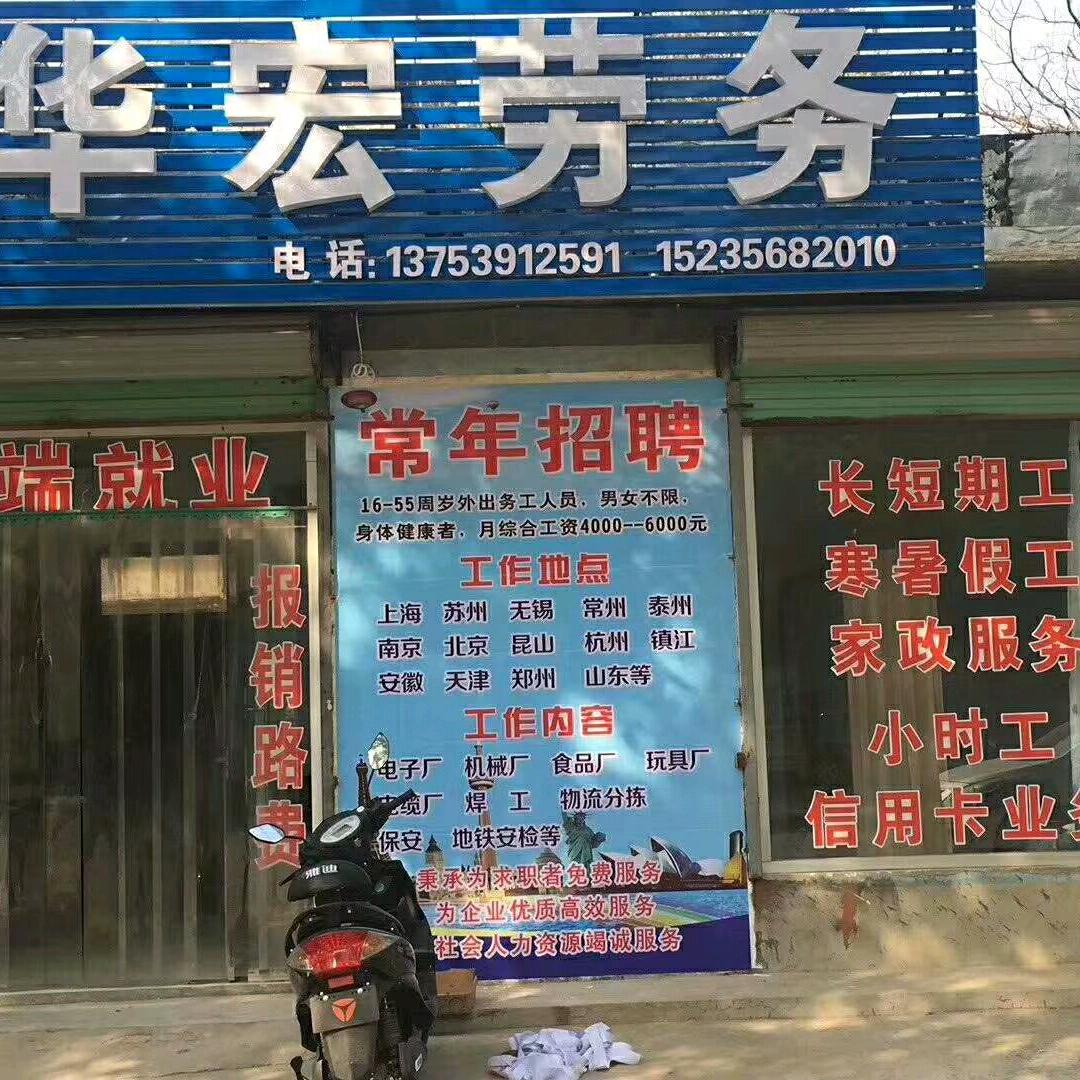 华宏劳务
电话:13753912591 15235682010
端就业
报销路费
常年招聘
16-55周岁外出务工人员,男女不限,
身体健康者,月综合工资4000--6000元
工作地点
上海 苏州 无锡 常州 泰州
南京 北京 昆山 杭州 镇江
安徽 天津 郑州 山东等
工作内容
电子厂 机械厂 食品厂 玩具厂
电缆厂 焊工 物流分拣
保安 地铁安检等
秉承为求职者免费服务
为企业优质高效服务
社会人力资源竭诚服务
长短期工
寒暑假工
家政服务
小时工
信用卡业务
雅迪